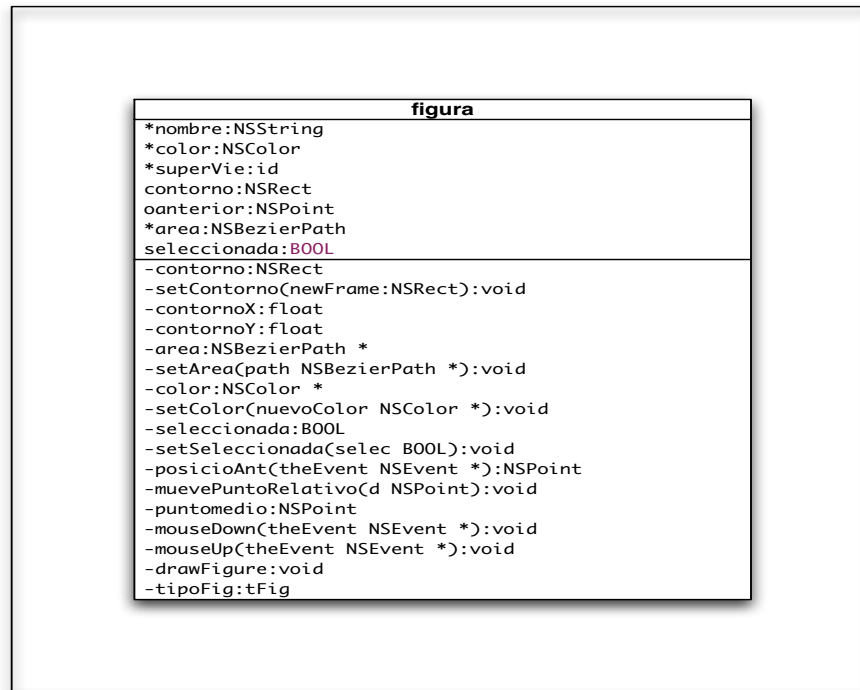 figura
*nombre:NSString
*color:NSColor
*superVie:id
contorno:NSRect
oanterior:NSPoint
*area:NSBezierPath
seleccionada:BOOL
-contorno:NSRect
-setContorno(newFrame:NSRect):void
-contornoX:float
-contornoY:float
-area:NSBezierPath *
-setArea(path NSBezierPath *):void
-color:NSColor *
-setColor(nuevoColor NSColor *):void
-seleccionada:BOOL
-setSeleccionada(selec BOOL):void
-posicioAnt(theEvent NSEvent *):NSPoint
-muevePuntoRelativo(d NSPoint):void
-puntomedio:NSPoint
-mouseDown(theEvent NSEvent *):void
-mouseUp(theEvent NSEvent *):void
-drawFigure:void
-tipoFig:tFig